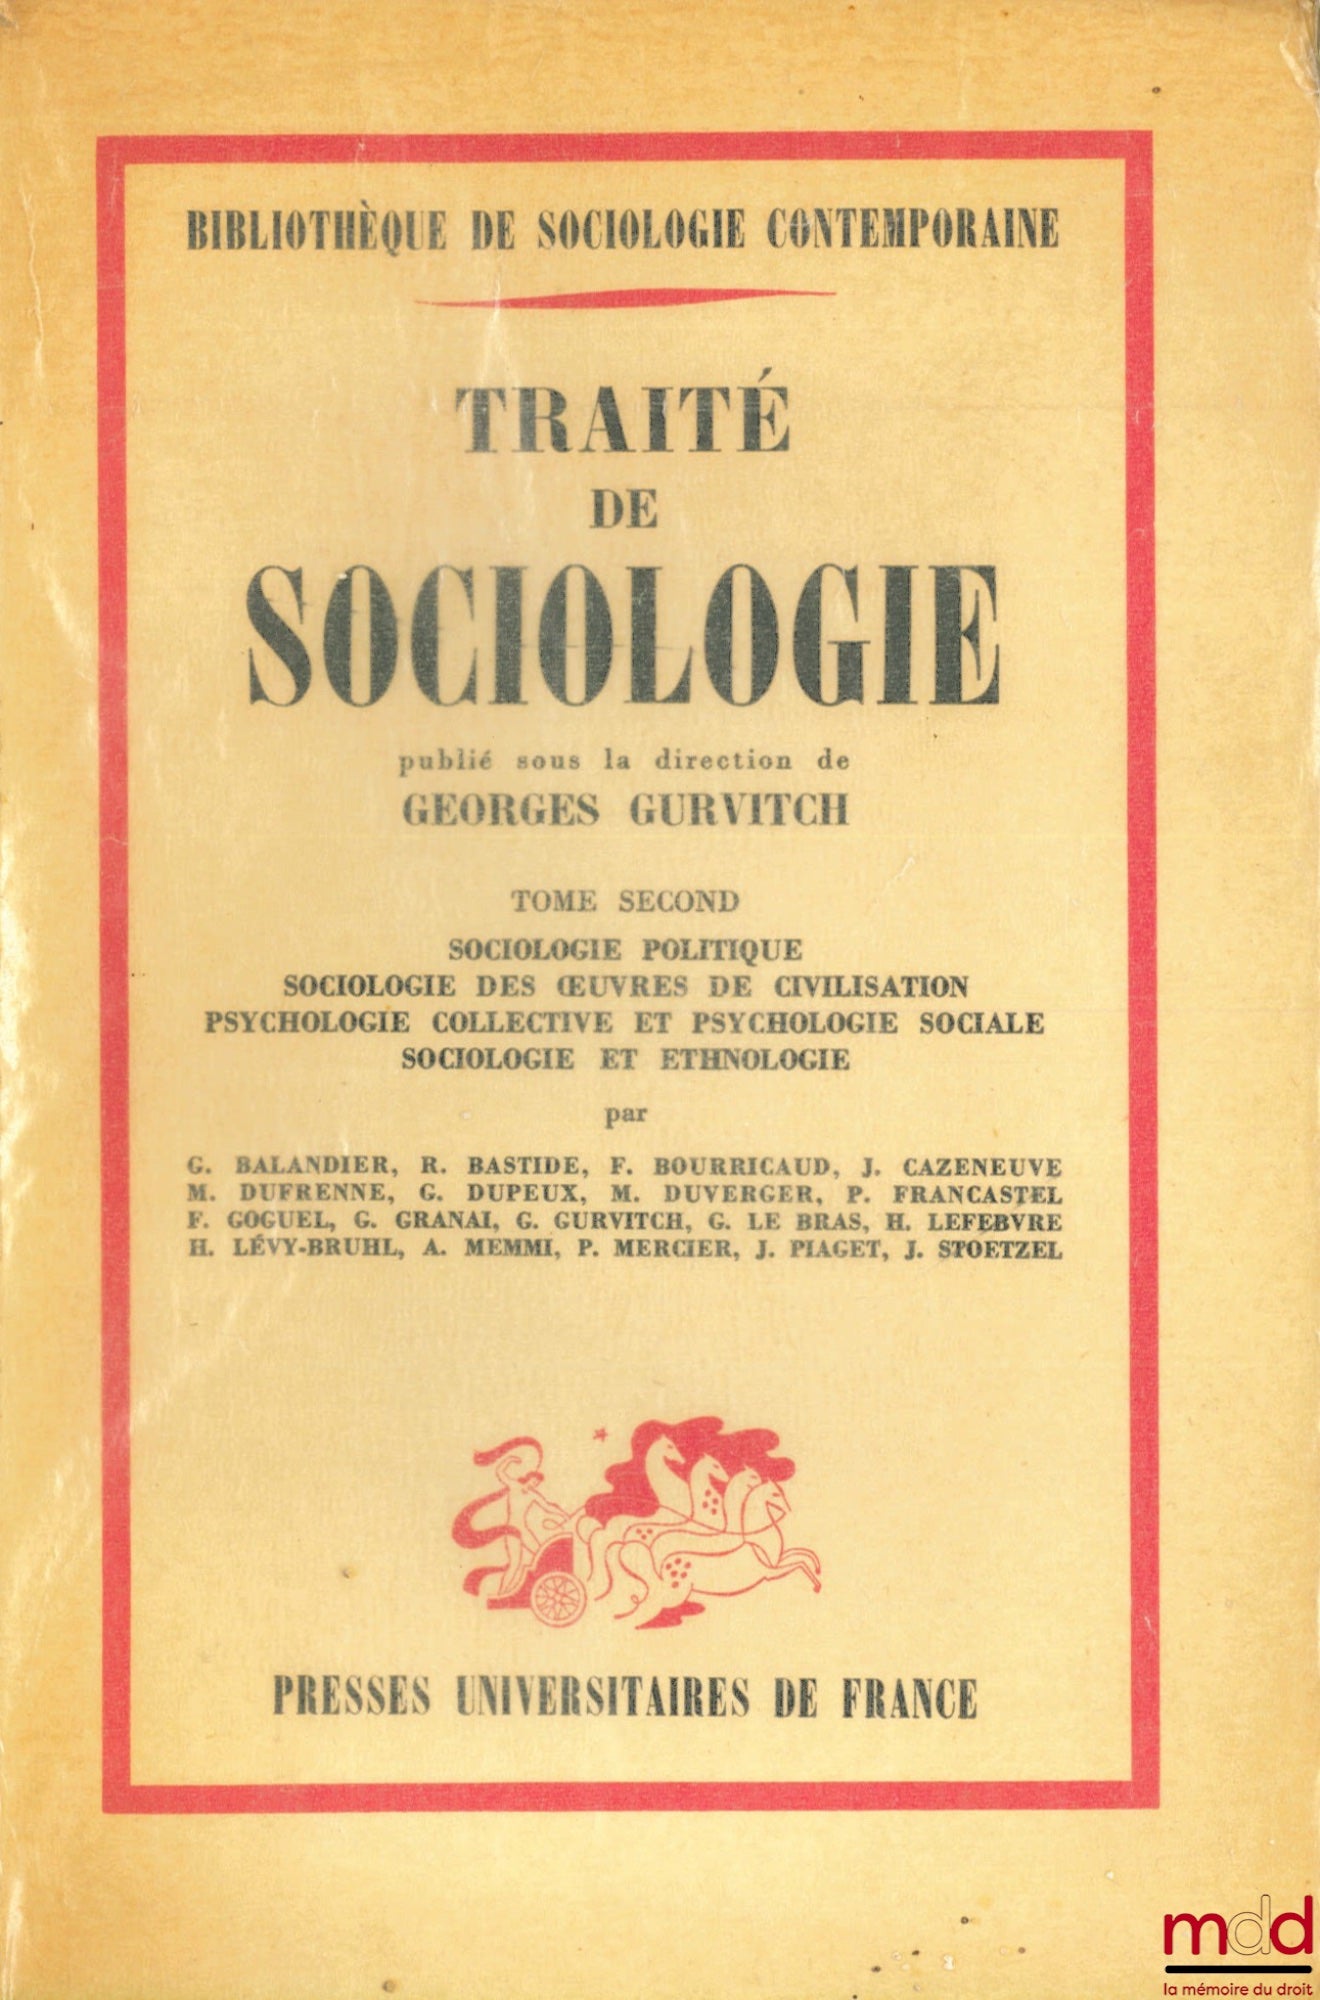 BIBLIOTHÈQUE DE SOCIOLOGIE CONTEMPORAINE
TRAITÉ
DE
SOCIOLOGIE
publié sous la direction de
GEORGES GURVITCH
TOME SECOND
SOCIOLOGIE POLITIQUE
SOCIOLOGIE DES ŒUVRES DE CIVILISATION
PSYCHOLOGIE COLLECTIVE ET PSYCHOLOGIE SOCIALE
SOCIOLOGIE ET ETHNOLOGIE
par
G. BALANDIER, R. BASTIDE, F. BOURRICAUD, J. CAZENEUVE
M. DUFRENNE, G. DUPEUX, M. DUVERGER, P. FRANCASTEL
F. GOGUEL, G. GRANAI, G. GURVITCH, G. LE BRAS, H. LEFEBVRE
H. LÉVY-BRUHL, A. MEMMI, P. MERCIER, J. PIAGET, J. STOETZEL
PRESSES UNIVERSITAIRES DE FRANCE
mdd
la mémoire du droit